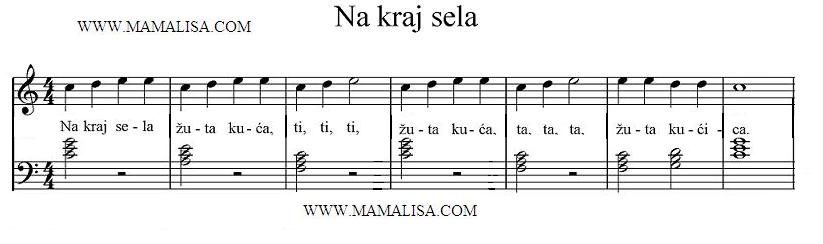 Na kraj sela
WWW.MAMALISA.COM
Na kraj se - la žu - ta ku - ća, ti, ti, ti, žu - ta ku - ća, ta, ta, ta, žu - ta ku - ći - ca.
WWW.MAMALISA.COM